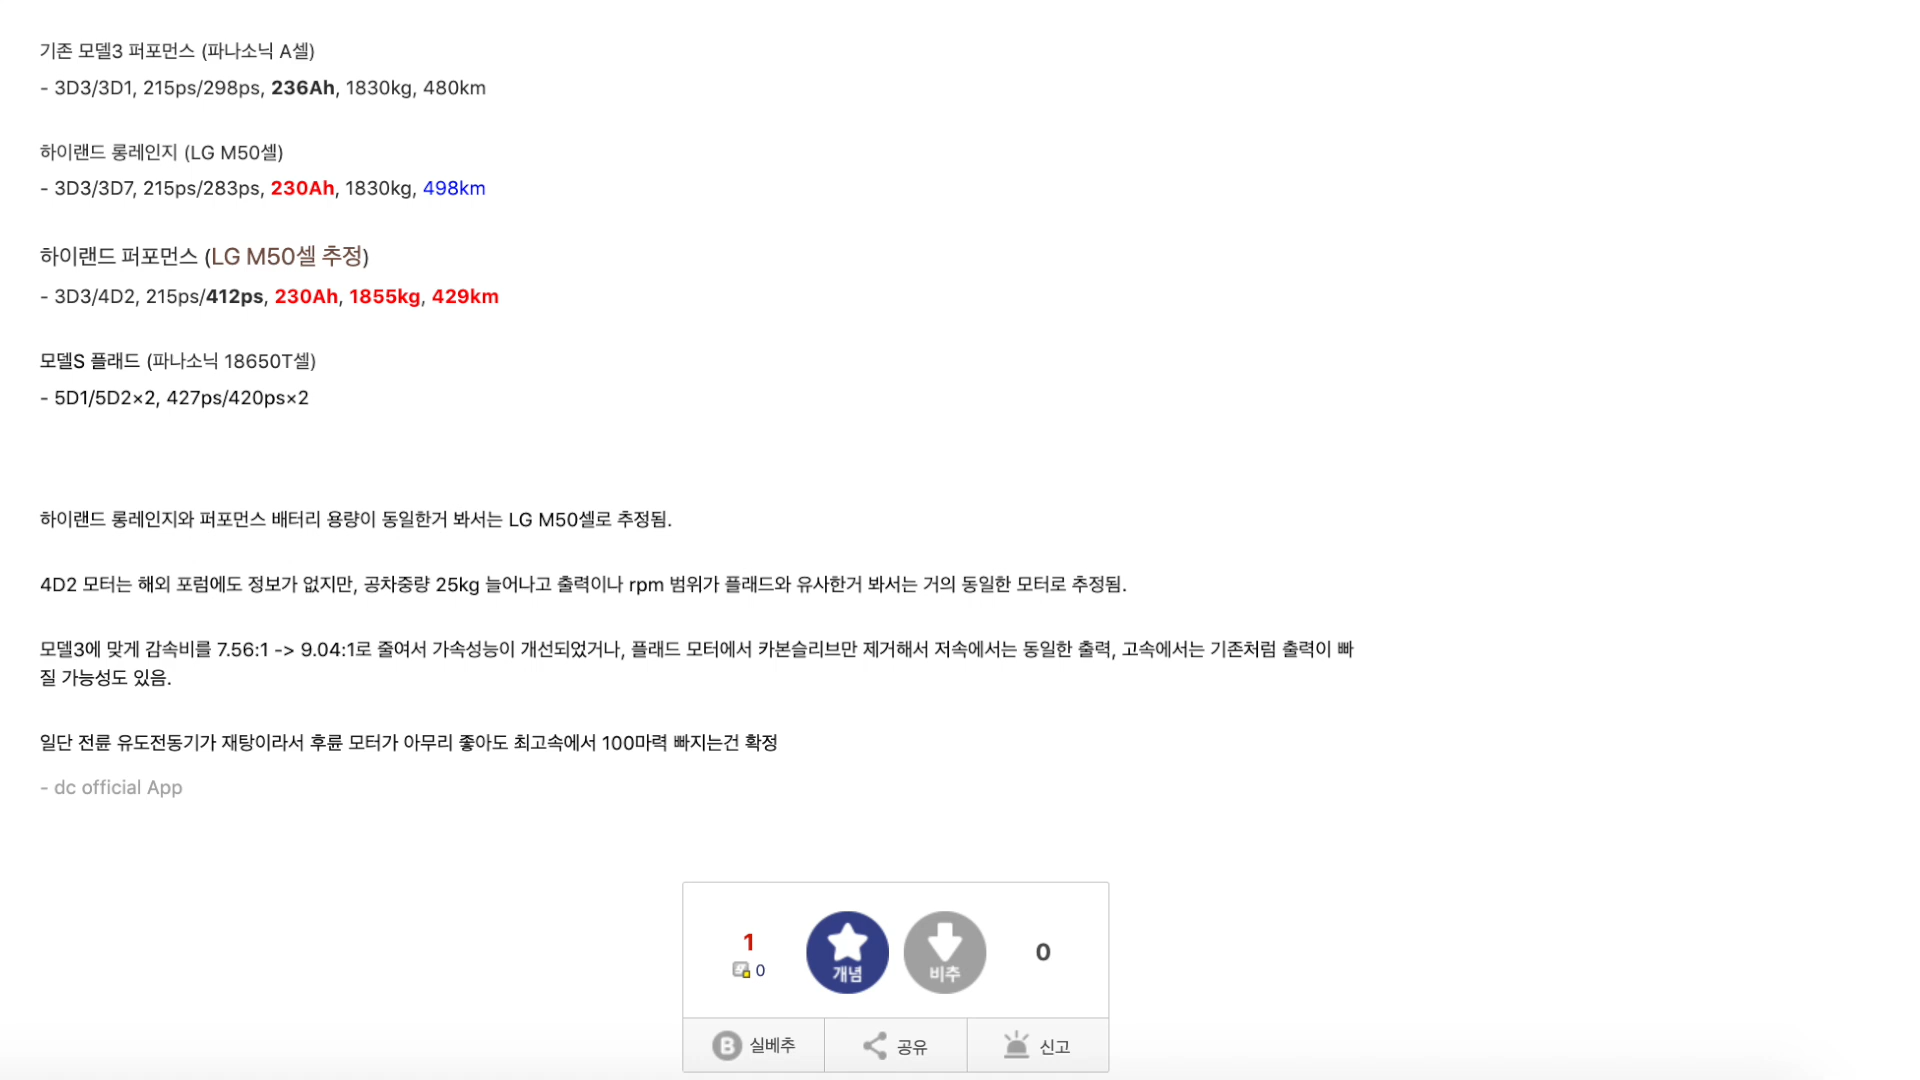 기존 모델3 퍼포먼스 (파나소닉 A셀)
- 3D3/3D1, 215ps/298ps, 236Ah, 1830kg, 480km
하이랜드 롱레인지 (LG M50셀)
- 3D3/3D7, 215ps/283ps, 230Ah, 1830kg, 498km
하이랜드 퍼포먼스 (LG M50셀 추정)
- 3D3/4D2, 215ps/412ps, 230Ah, 1855kg, 429km
모델S 플래드 (파나소닉 18650T셀)
- 5D1/5D2×2, 427ps/420ps×2
하이랜드 롱레인지와 퍼포먼스 배터리 용량이 동일한거 봐서는 LG M50셀로 추정됨.
4D2 모터는 해외 포럼에도 정보가 없지만, 공차중량 25kg 늘어나고 출력이나 rpm 범위가 플래드와 유사한거 봐서는 거의 동일한 모터로 추정됨.
모델3에 맞게 감속비를 7.56:1 -> 9.04:1로 줄여서 가속성능이 개선되었거나, 플래드 모터에서 카본슬리브만 제거해서 저속에서는 동일한 출력, 고속에서는 기존처럼 출력이 빠
질 가능성도 있음.
일단 전륜 유도전동기가 재탕이라서 후륜 모터가 아무리 좋아도 최고속에서 100마력 빠지는건 확정
- dc official App
1
0
개념
비추
0
B 실베추
공유
신고